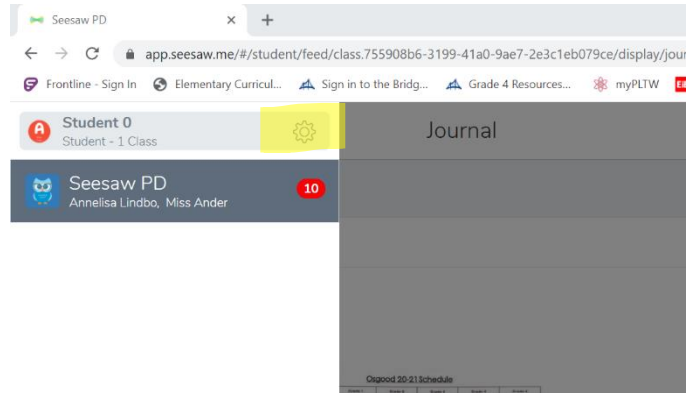 Seesaw PD
app.seesaw.me/#/student/feed/class.755908b6-3199-41a0-9ae7-2e3c1eb079ce/display/jour
Frontline - Sign In Elementary Curricul... Sign in to the Bridg... Grade 4 Resources... myPLTW
A Student 0
Student - 1 Class
Journal
Seesaw PD 10
Annelisa Lindbo, Miss Ander
Osgood 20-21 Schedule